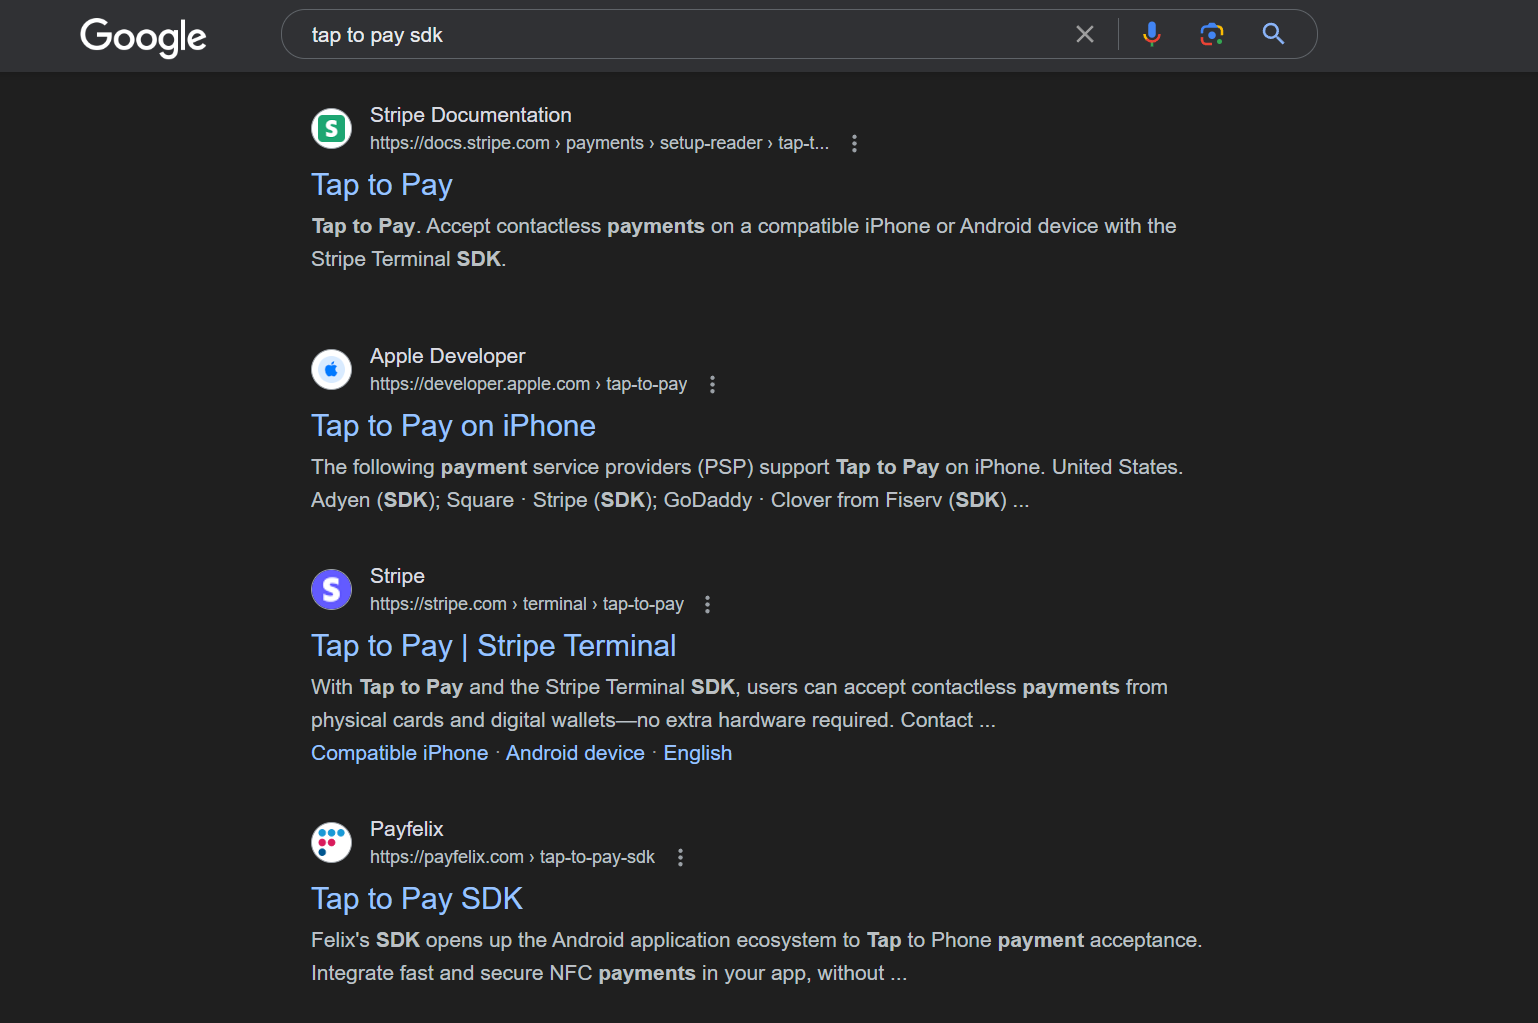 Google
tap to pay sdk
Stripe Documentation
https://docs.stripe.com › payments › setup-reader › tap-t...
Tap to Pay
Tap to Pay. Accept contactless payments on a compatible iPhone or Android device with the
Stripe Terminal SDK.
Apple Developer
https://developer.apple.com › tap-to-pay
Tap to Pay on iPhone
The following payment service providers (PSP) support Tap to Pay on iPhone. United States.
Adyen (SDK); Square · Stripe (SDK); GoDaddy · Clover from Fiserv (SDK) ...
Stripe
https://stripe.com › terminal › tap-to-pay
Tap to Pay | Stripe Terminal
With Tap to Pay and the Stripe Terminal SDK, users can accept contactless payments from
physical cards and digital wallets—no extra hardware required. Contact ...
Compatible iPhone · Android device · English
Payfelix
https://payfelix.com › tap-to-pay-sdk
Tap to Pay SDK
Felix's SDK opens up the Android application ecosystem to Tap to Phone payment acceptance.
Integrate fast and secure NFC payments in your app, without ...